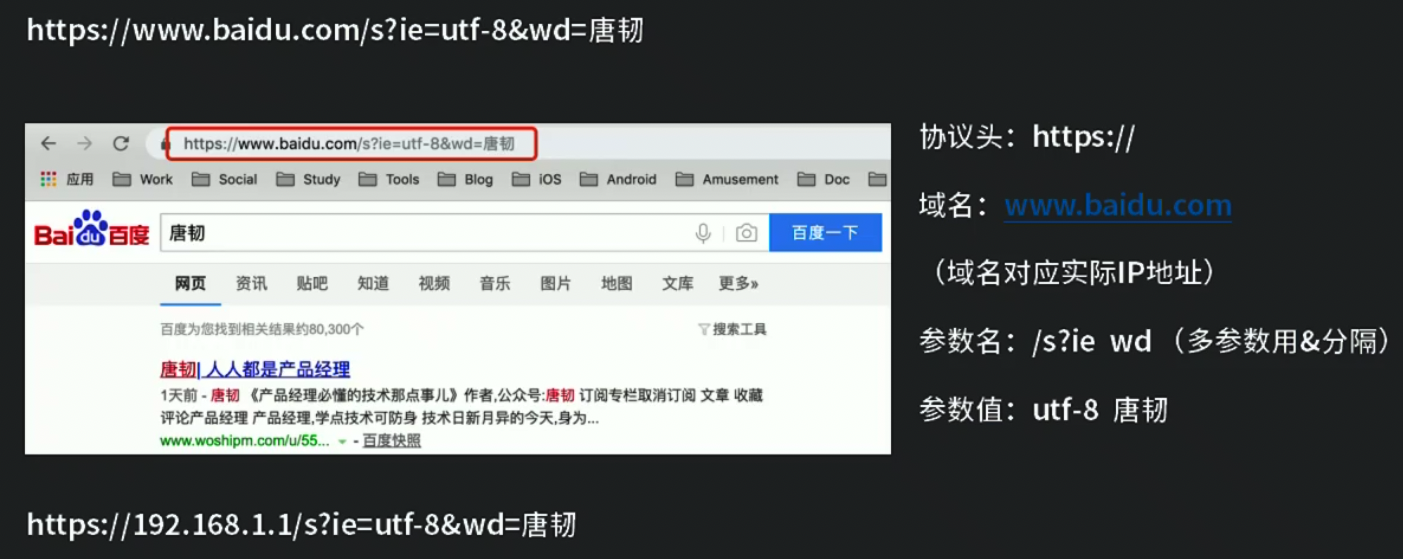 https://www.baidu.com/s?ie=utf-8&wd=唐韧
https://www.baidu.com/s?ie=utf-8&wd=唐韧
应用 Work Social Study Tools Blog iOS Android Amusement Doc
Bai du 百度 唐韧 百度一下
网页 资讯 贴吧 知道 视频 音乐 图片 地图 文库 更多»
百度为您找到相关结果约80,300个 搜索工具
唐韧| 人人都是产品经理
1天前 - 唐韧 《产品经理必懂的技术那点事儿》作者,公众号:唐韧 订阅专栏取消订阅 文章 收藏
评论产品经理 产品经理,学点技术可防身 技术日新月异的今天,身为...
www.woshipm.com/u/55... - 百度快照
协议头：https://
域名：www.baidu.com
（域名对应实际IP地址）
参数名：/s?ie wd （多参数用&分隔）
参数值：utf-8 唐韧
https://192.168.1.1/s?ie=utf-8&wd=唐韧